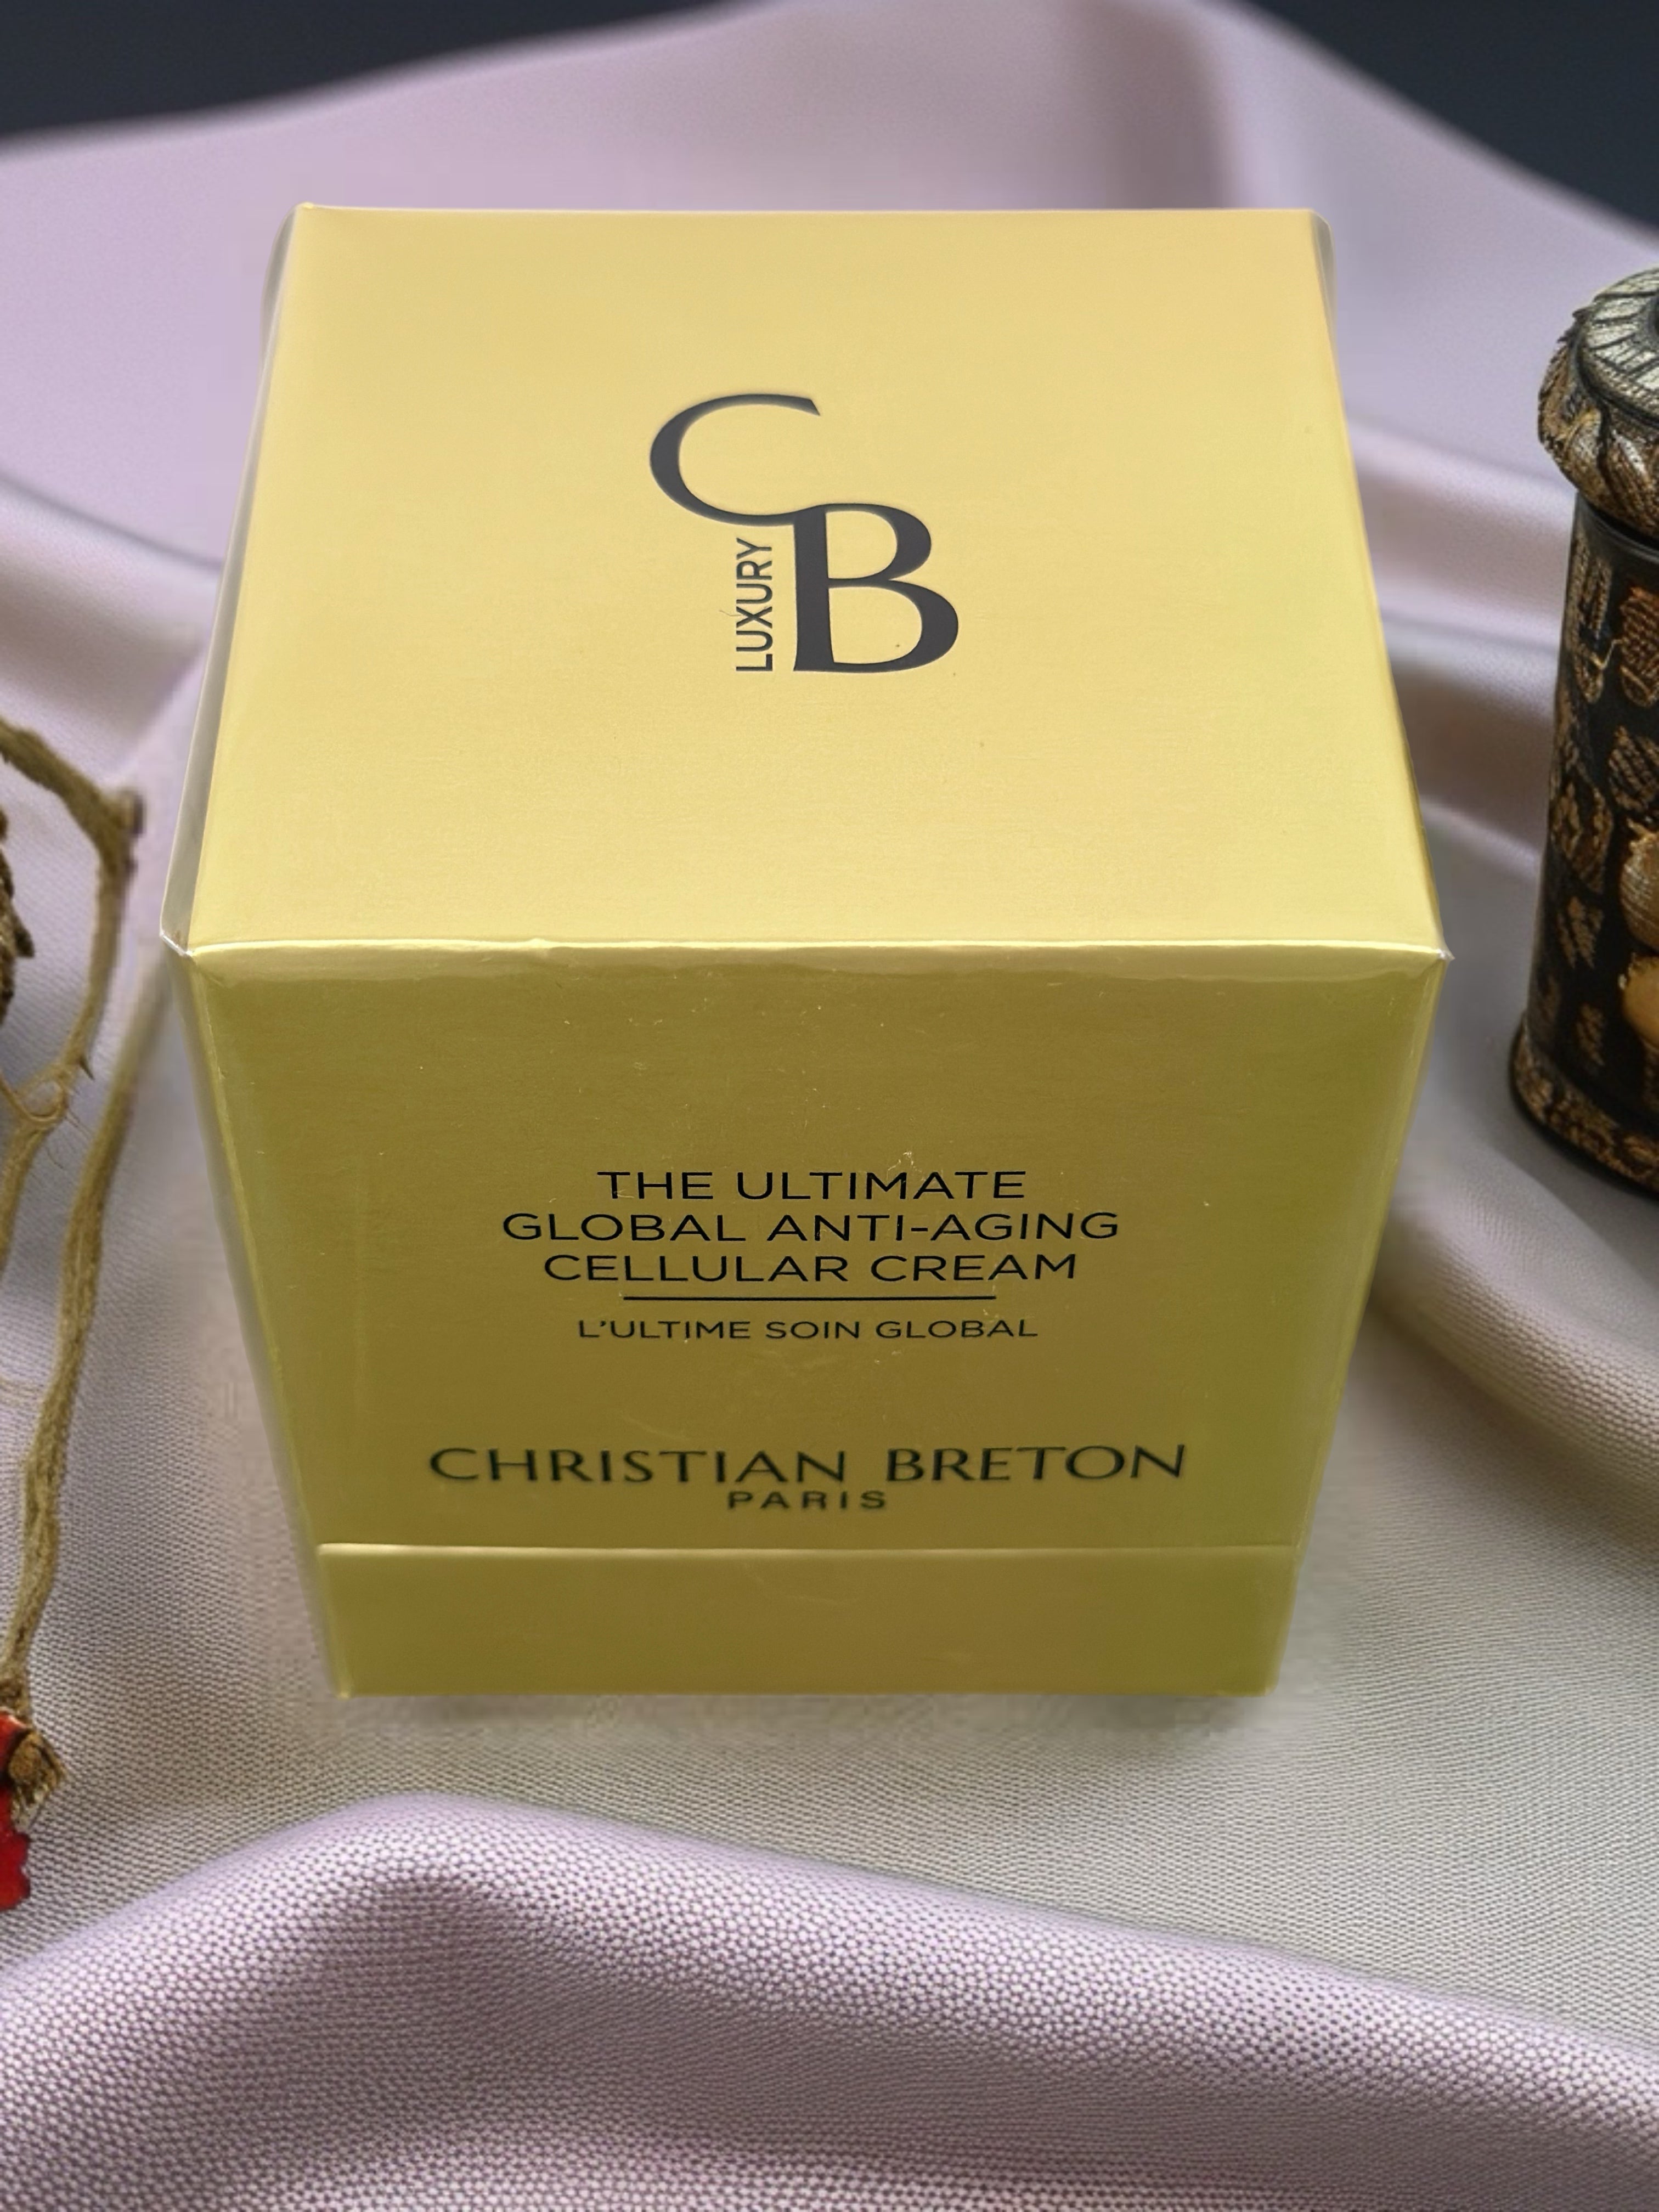 CB
LUXURY
THE ULTIMATE
GLOBAL ANTI-AGING
CELLULAR CREAM
L'ULTIME SOIN GLOBAL
CHRISTIAN BRETON
PARIS